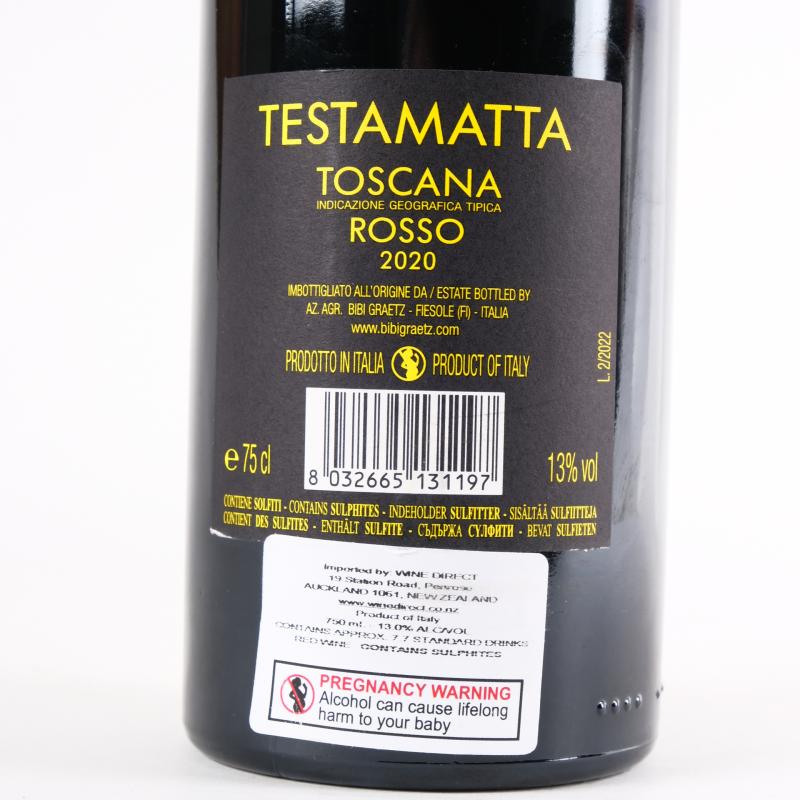 TESTAMATTA
TOSCANA
INDICAZIONE GEOGRAFICA TIPICA
ROSSO
2020
IMBOTTIGLIATO ALL'ORIGINE DA / ESTATE BOTTLED BY
AZ. AGR. BIBI GRAETZ - FIESOLE (FI) - ITALIA
www.bibigraetz.com
PRODOTTO IN ITALIA PRODUCT OF ITALY
L. 2/2022
e 75 cl
8 032665 131197
13% vol
CONTIENE SOLFITI - CONTAINS SULPHITES - INDEHOLDER SULFITTER - SISÄLTÄÄ SULFIITTEJA
CONTIENT DES SULFITES - ENTHÄLT SULFITE - СЪДЪРЖА СУЛФИТИ - BEVAT SULFIETEN
Imported by: WINE DIRECT
19 Station Road, Penrose
AUCKLAND 1061, NEW ZEALAND
www.winedirect.co.nz
Product of Italy
750 mL - 13.0% ALC/VOL
CONTAINS APPROX. 7.7 STANDARD DRINKS
RED WINE CONTAINS SULPHITES
PREGNANCY WARNING
Alcohol can cause lifelong
harm to your baby